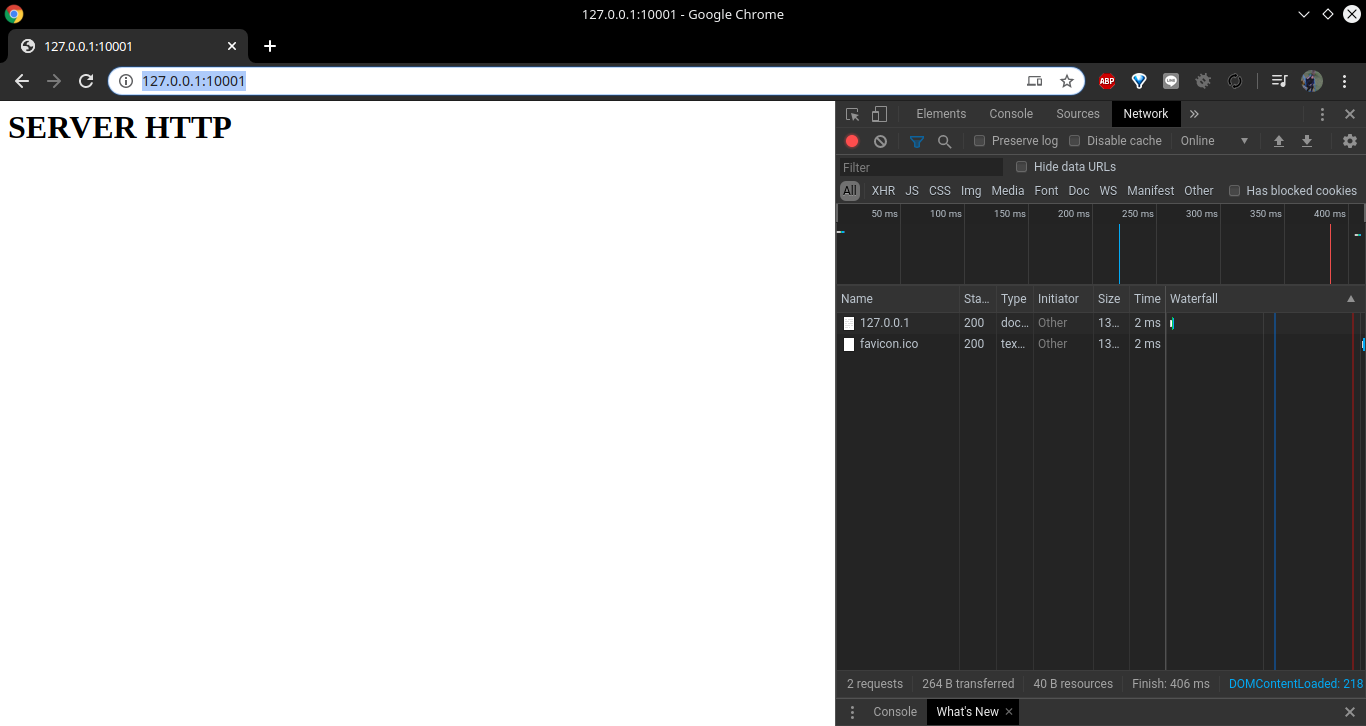 127.0.0.1:10001 - Google Chrome
127.0.0.1:10001
127.0.0.1:10001
ABP
SERVER HTTP
Elements Console Sources Network »
Preserve log Disable cache Online
Filter Hide data URLs
All XHR JS CSS Img Media Font Doc WS Manifest Other Has blocked cookies
50 ms 100 ms 150 ms 200 ms 250 ms 300 ms 350 ms 400 ms
Name Sta... Type Initiator Size Time Waterfall
127.0.0.1 200 doc... Other 13... 2 ms
favicon.ico 200 tex... Other 13... 2 ms
2 requests 264 B transferred 40 B resources Finish: 406 ms DOMContentLoaded: 218
Console What's New